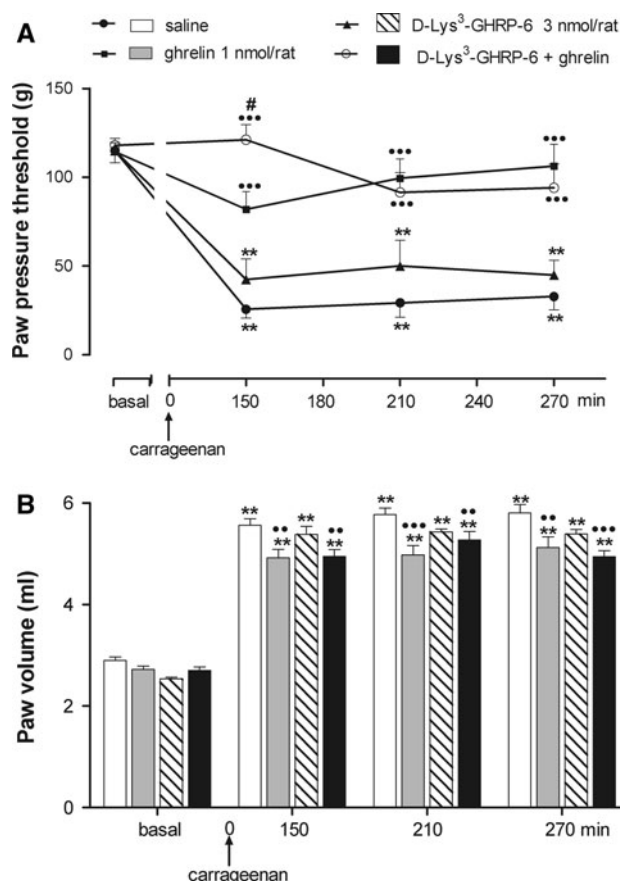 saline D-Lys³-GHRP-6 3 nmol/rat
ghrelin 1 nmol/rat D-Lys³-GHRP-6 + ghrelin
A
Paw pressure threshold (g)
150
100
50
0
#
••• ••• •••
••• ••• •••
** ** **
** ** **
basal 0 150 180 210 240 270 min
carrageenan
B
Paw volume (ml)
6
4
2
0
** •• ** ** •• ** ** ••• ** ** •• ** ** •• ** ** ••• **
basal 0 150 210 270 min
carrageenan